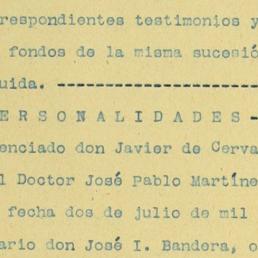 respondientes testimonios y
fondos de la misma sucesió
uida. --------------------
E R S O N A L I D A D E S -
enciado don Javier de Cerva
l Doctor José Pablo Martíne
fecha dos de julio de mil
ario don José I. Bandera, o